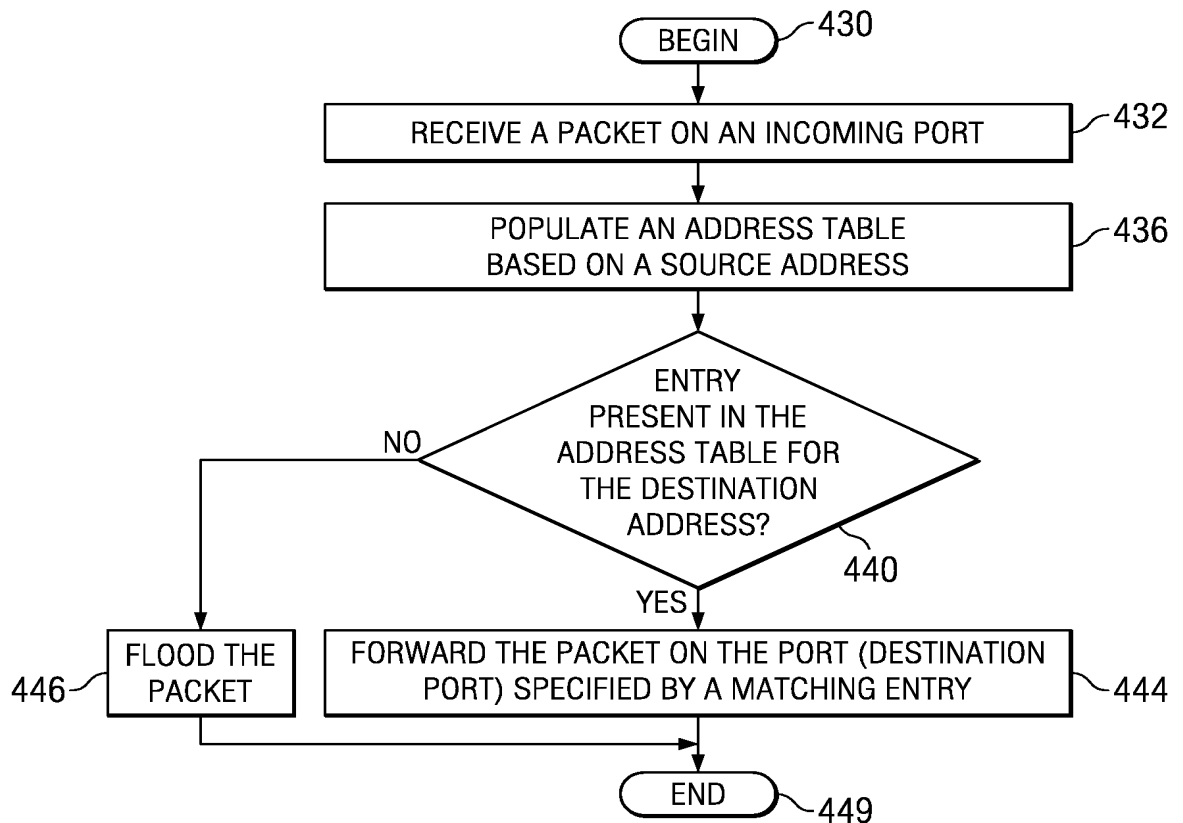 BEGIN
430
RECEIVE A PACKET ON AN INCOMING PORT
432
POPULATE AN ADDRESS TABLE
BASED ON A SOURCE ADDRESS
436
ENTRY
PRESENT IN THE
ADDRESS TABLE FOR
THE DESTINATION
ADDRESS?
440
NO
YES
FLOOD THE
PACKET
446
FORWARD THE PACKET ON THE PORT (DESTINATION
PORT) SPECIFIED BY A MATCHING ENTRY
444
END
449